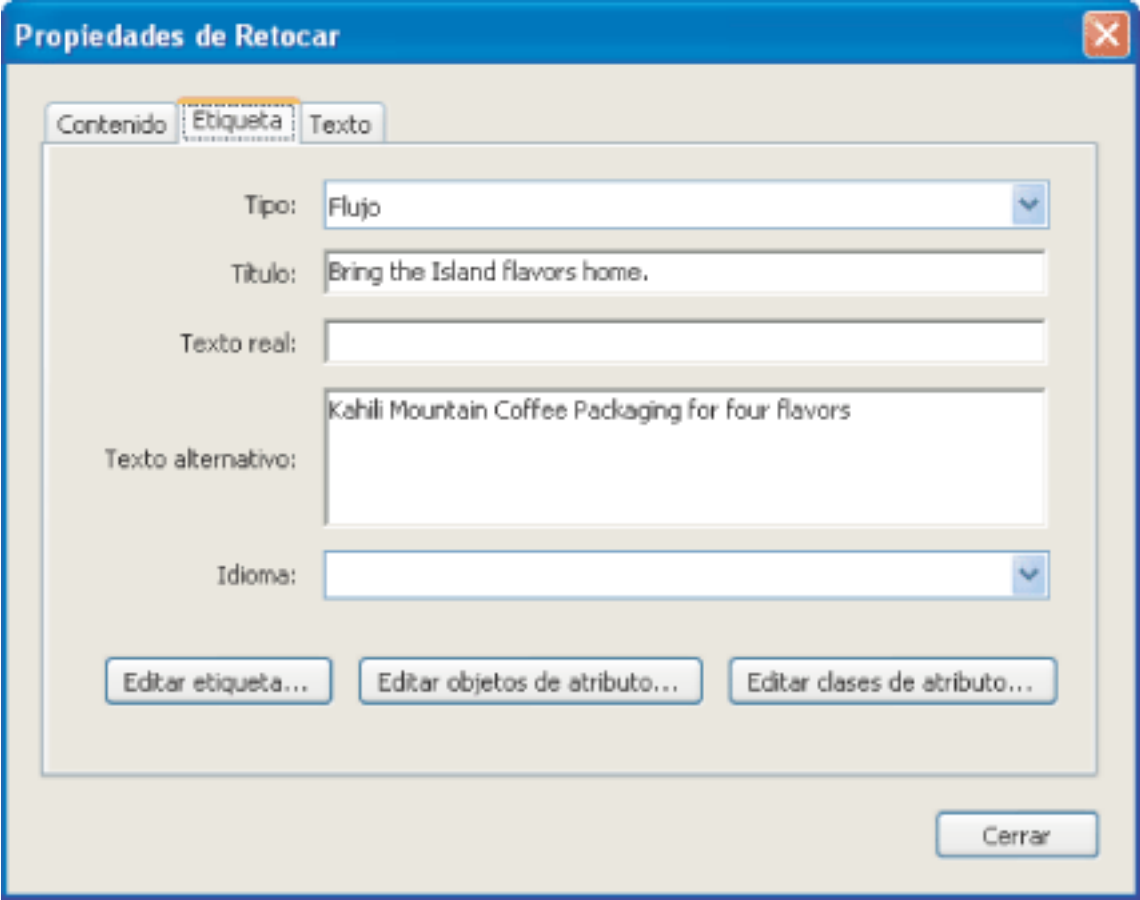 Propiedades de Retocar
Contenido Etiqueta Texto
Tipo: Flujo
Título: Bring the Island flavors home.
Texto real:
Kahili Mountain Coffee Packaging for four flavors
Texto alternativo:
Idioma:
Editar etiqueta... Editar objetos de atributo... Editar clases de atributo...
Cerrar